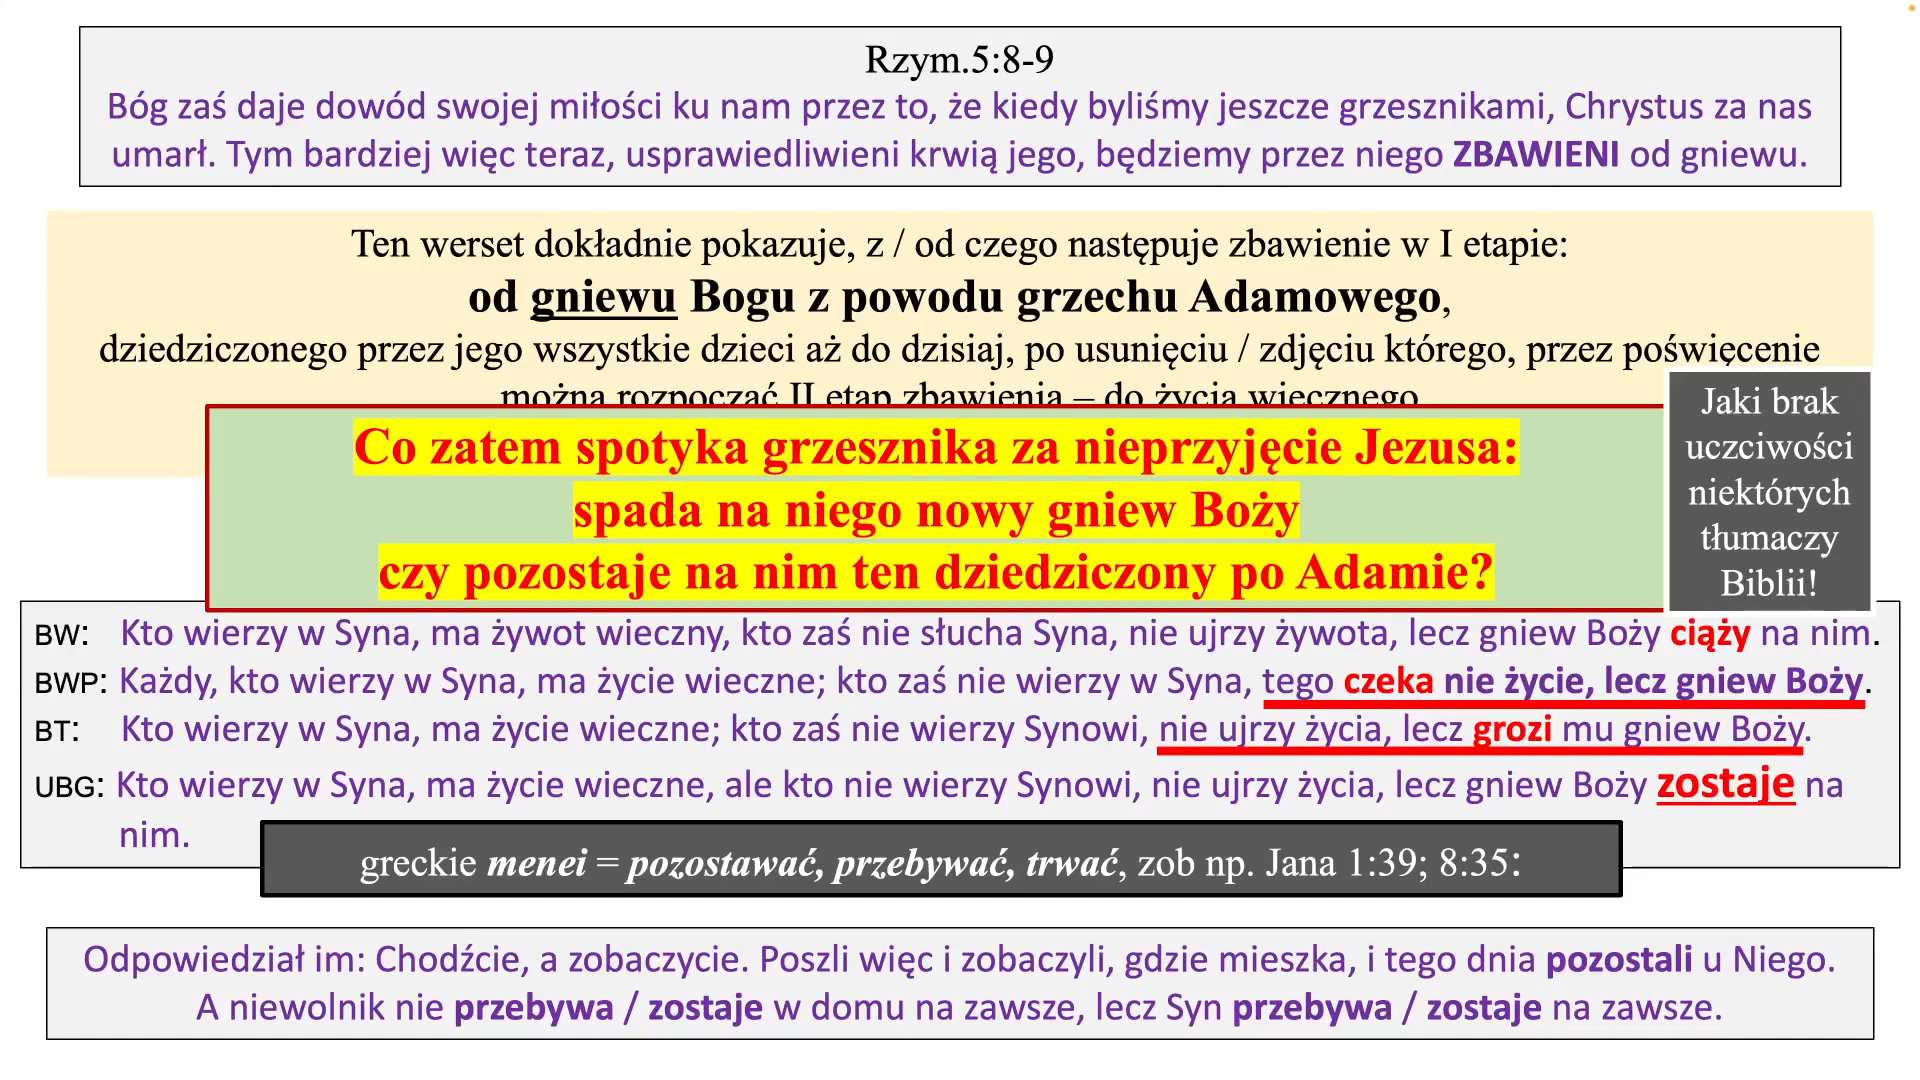 Rzym.5:8-9
Bóg zaś daje dowód swojej miłości ku nam przez to, że kiedy byliśmy jeszcze grzesznikami, Chrystus za nas
umarł. Tym bardziej więc teraz, usprawiedliwieni krwią jego, będziemy przez niego ZBAWIENI od gniewu.
Ten werset dokładnie pokazuje, z / od czego następuje zbawienie w I etapie:
od gniewu Bogu z powodu grzechu Adamowego,
dziedziczonego przez jego wszystkie dzieci aż do dzisiaj, po usunięciu / zdjęciu którego, przez poświęcenie
można rozpocząć II etap zbawienia – do życia wiecznego
Co zatem spotyka grzesznika za nieprzyjęcie Jezusa:
spada na niego nowy gniew Boży
czy pozostaje na nim ten dziedziczony po Adamie?
Jaki brak
uczciwości
niektórych
tłumaczy
Biblii!
BW: Kto wierzy w Syna, ma żywot wieczny, kto zaś nie słucha Syna, nie ujrzy żywota, lecz gniew Boży ciąży na nim.
BWP: Każdy, kto wierzy w Syna, ma życie wieczne; kto zaś nie wierzy w Syna, tego czeka nie życie, lecz gniew Boży.
BT: Kto wierzy w Syna, ma życie wieczne; kto zaś nie wierzy Synowi, nie ujrzy życia, lecz grozi mu gniew Boży.
UBG: Kto wierzy w Syna, ma życie wieczne, ale kto nie wierzy Synowi, nie ujrzy życia, lecz gniew Boży zostaje na
nim.
greckie menei = pozostawać, przebywać, trwać, zob np. Jana 1:39; 8:35:
Odpowiedział im: Chodźcie, a zobaczycie. Poszli więc i zobaczyli, gdzie mieszka, i tego dnia pozostali u Niego.
A niewolnik nie przebywa / zostaje w domu na zawsze, lecz Syn przebywa / zostaje na zawsze.